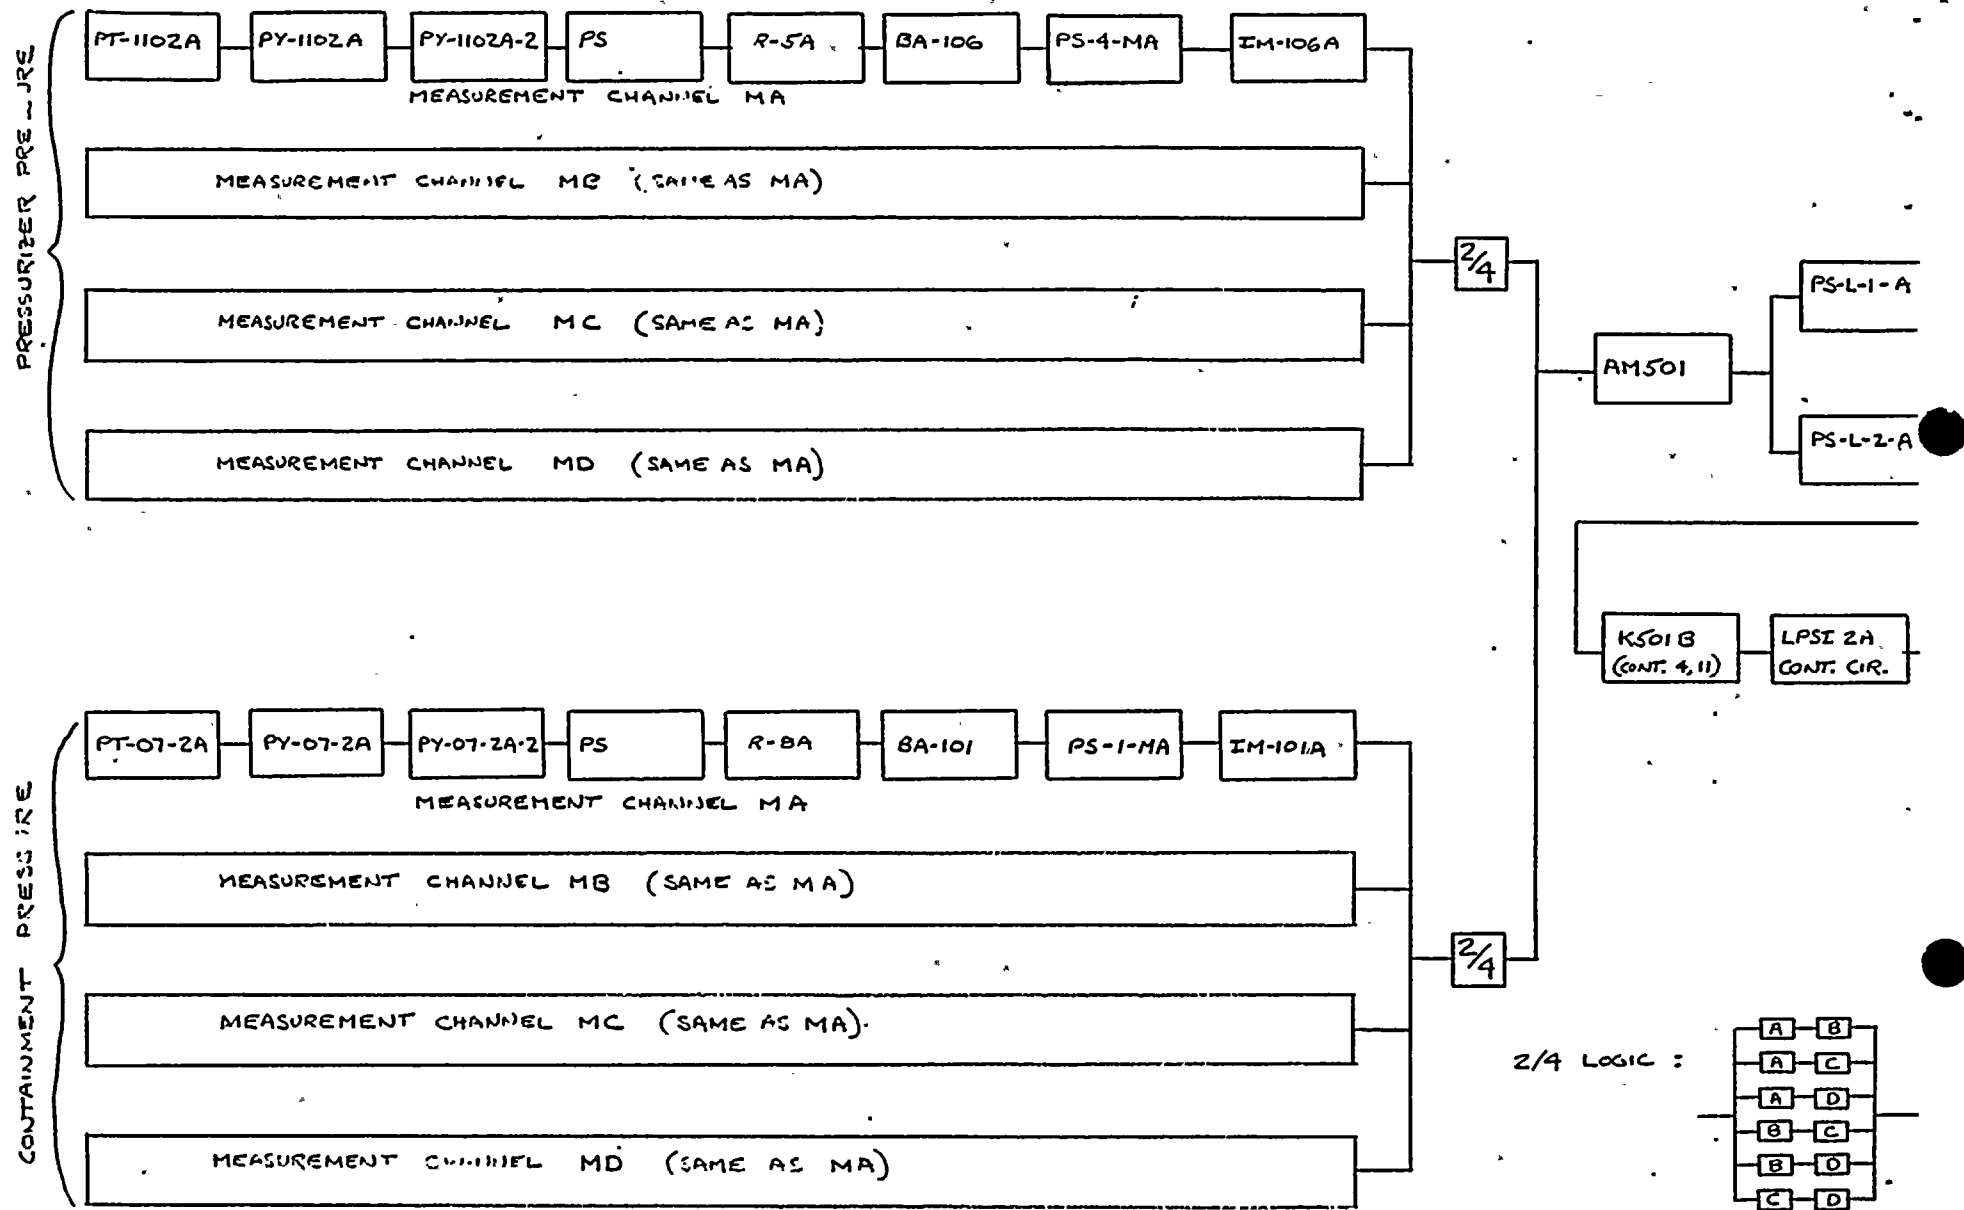 PRESSURIZER
PT-1102A
PY-1102A
PY-1102A-2
PS
R-5A
BA-106
PS-4-MA
IM-106A
MEASUREMENT CHANNEL MA
MEASUREMENT CHANNEL (SAME AS MA)
MEASUREMENT CHANNEL MC (SAME AS MA)
MEASUREMENT CHANNEL MD (SAME AS MA)
2/4
AM501
PS-L-1-A
PS-L-2-A
K501B
(CONT. 4, 11)
LPSI 2A
CONT. CIR.
CONTAINMENT
PT-07-2A
PY-07-2A
PY-07-2A-2
PS
R-8A
BA-101
PS-1-MA
IM-101A
MEASUREMENT CHANNEL MA
MEASUREMENT CHANNEL MB (SAME AS MA)
MEASUREMENT CHANNEL MC (SAME AS MA).
MEASUREMENT CHANNEL MD (SAME AS MA)
2/4
2/4 LOGIC :
A B
A C
A D
B C
B D
C D